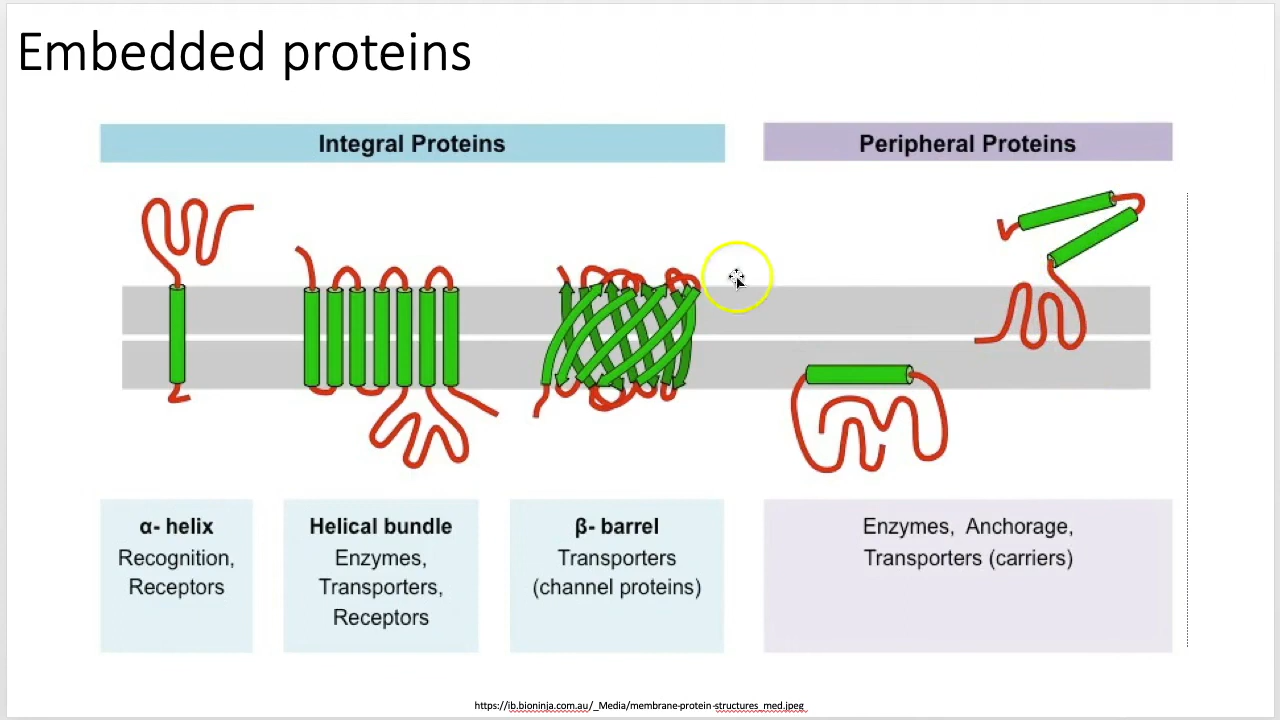 Embedded proteins
Integral Proteins
Peripheral Proteins
α- helix
Recognition,
Receptors
Helical bundle
Enzymes,
Transporters,
Receptors
β- barrel
Transporters
(channel proteins)
Enzymes, Anchorage,
Transporters (carriers)
https://ib.bioninja.com.au/_Media/membrane-protein-structures_med.jpeg